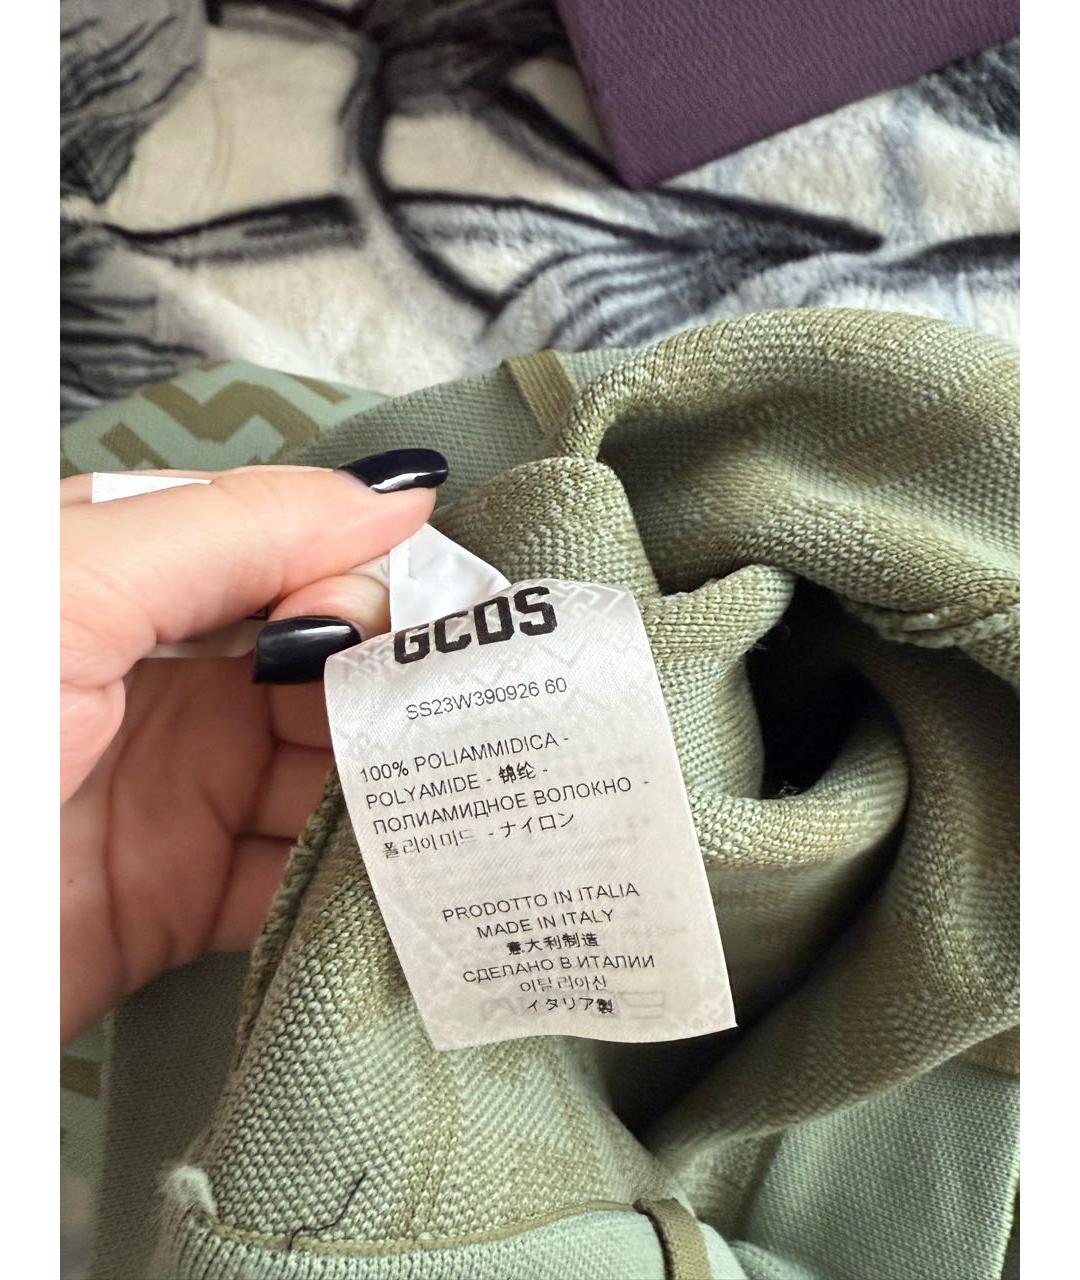 GCDS
SS23W390926 60
100% POLIAMMIDICA -
POLYAMIDE - 锦纶 -
ПОЛИАМИДНОЕ ВОЛОКНО -
폴리이미드 - ナイロン
PRODOTTO IN ITALIA
MADE IN ITALY
意大利制造
СДЕЛАНО В ИТАЛИИ
이탈리아산
イタリア製